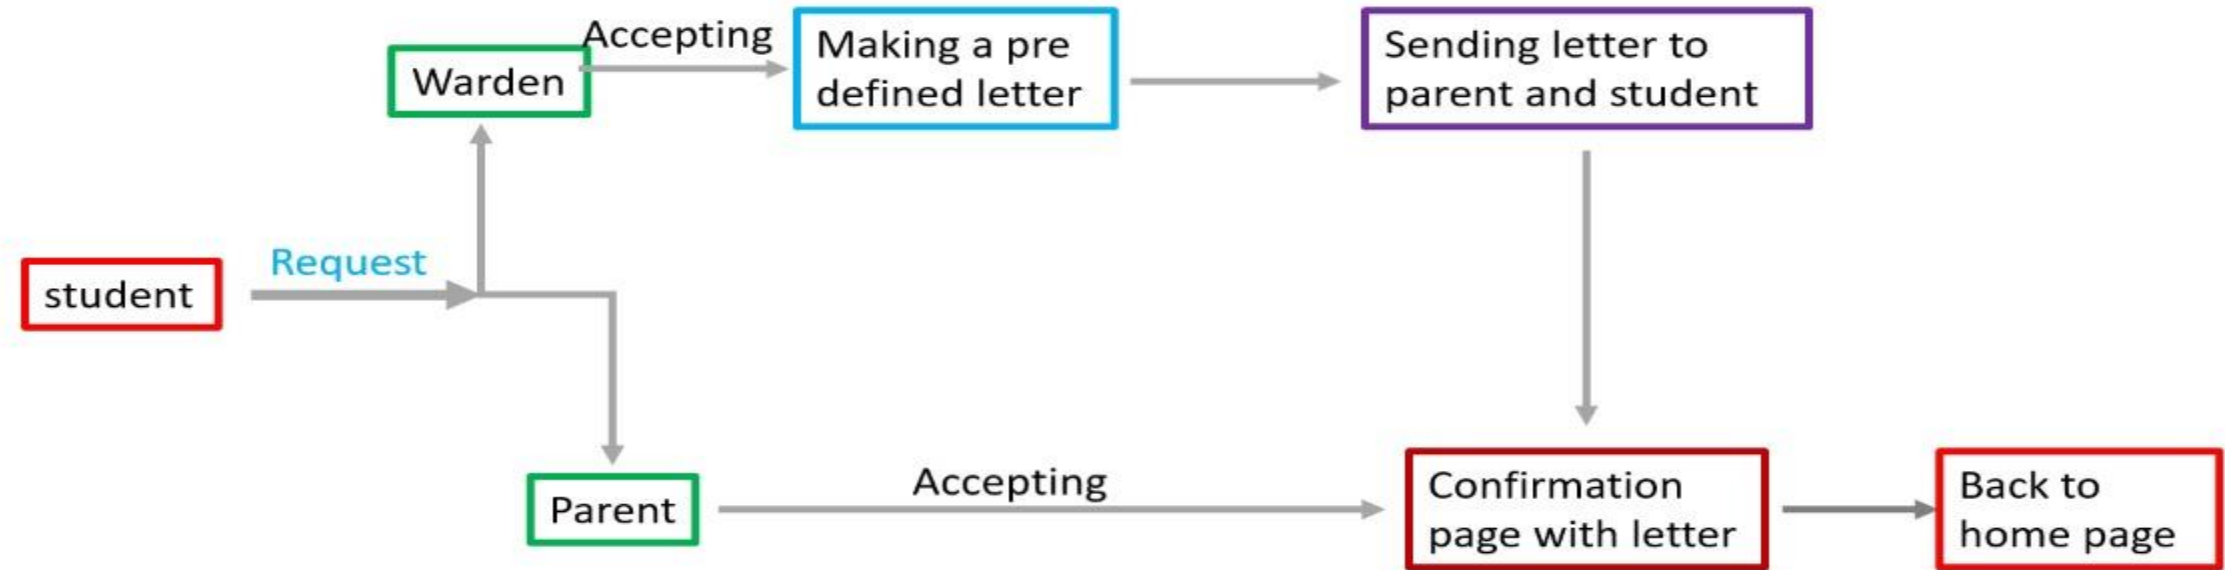 Accepting
Warden
Making a pre
defined letter
Sending letter to
parent and student
Request
student
Accepting
Parent
Confirmation
page with letter
Back to
home page